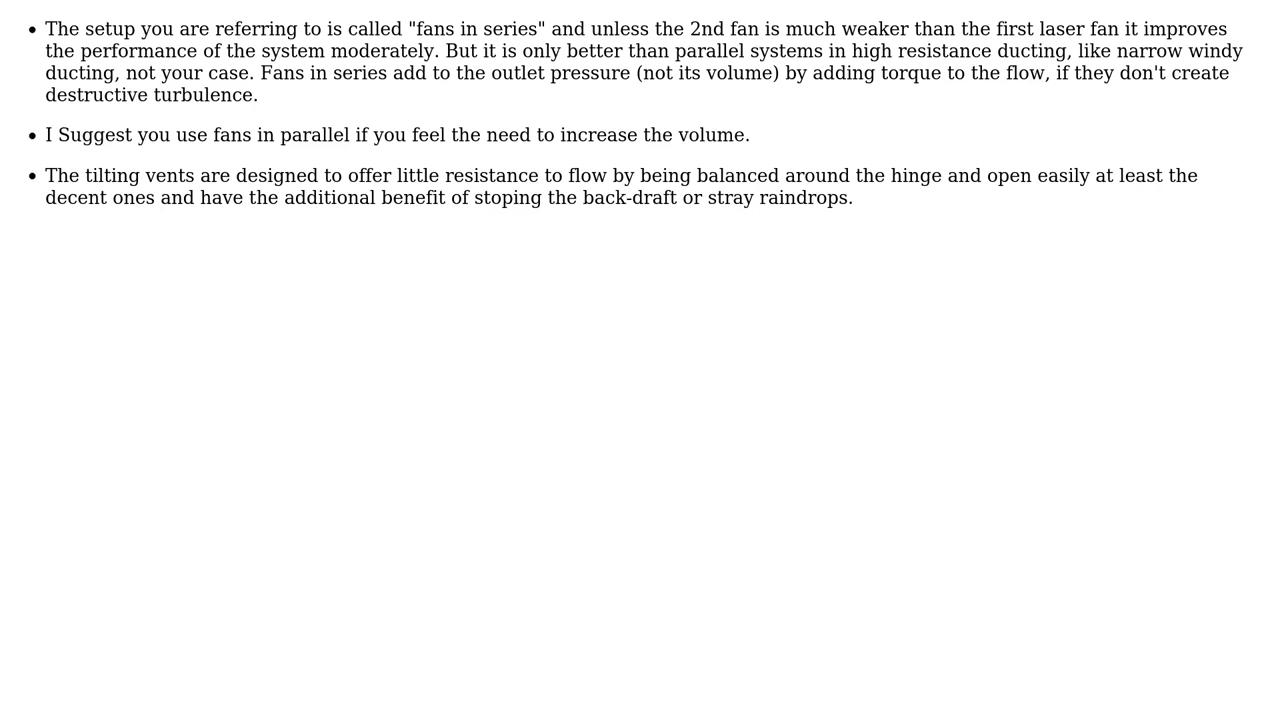 • The setup you are referring to is called "fans in series" and unless the 2nd fan is much weaker than the first laser fan it improves
the performance of the system moderately. But it is only better than parallel systems in high resistance ducting, like narrow windy
ducting, not your case. Fans in series add to the outlet pressure (not its volume) by adding torque to the flow, if they don't create
destructive turbulence.
• I Suggest you use fans in parallel if you feel the need to increase the volume.
• The tilting vents are designed to offer little resistance to flow by being balanced around the hinge and open easily at least the
decent ones and have the additional benefit of stoping the back-draft or stray raindrops.